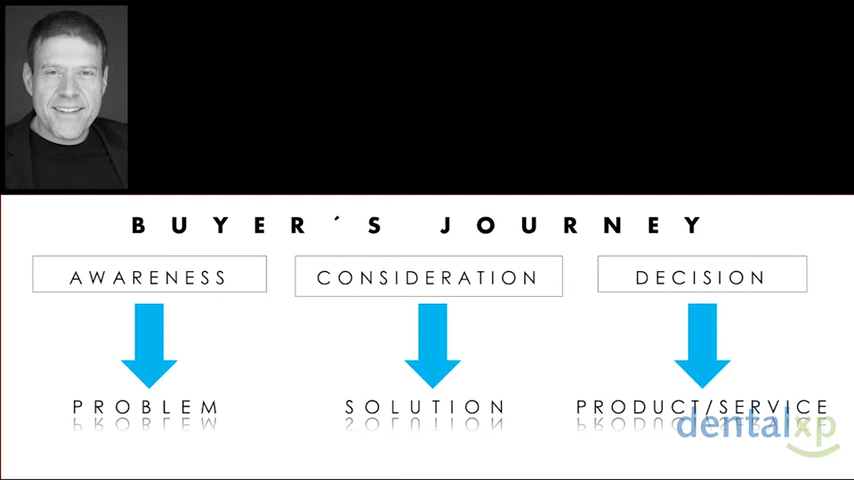 BUYER´S JOURNEY
AWARENESS CONSIDERATION DECISION
PROBLEM SOLUTION PRODUCT/SERVICE
dentalxp